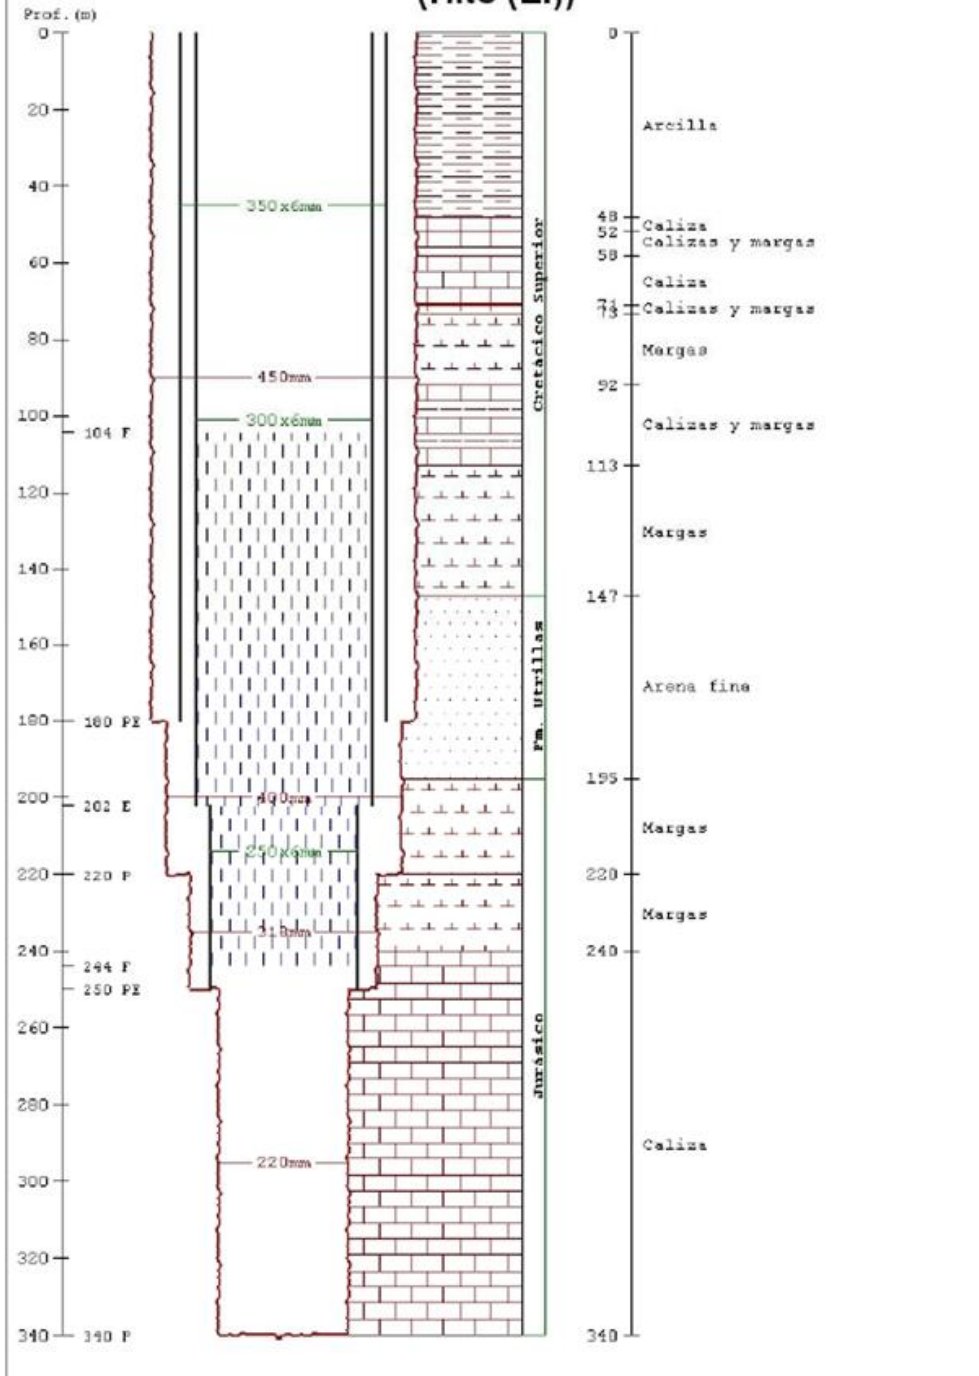 (Hito (El))
Prof.(m)
0
20
40
60
80
100
104 F
120
140
160
180
180 PE
200
202 E
220
220 P
240
244 F
250 PE
260
280
300
320
340
340 P
350x6mm
450mm
300x6mm
400mm
250x6mm
318mm
220mm
Cretácico Superior
Fm. Utrillas
Jurásico
0
Arcilla
48
Caliza
52
Calizas y margas
58
Caliza
71
Calizas y margas
73
Margas
92
Calizas y margas
113
Margas
147
Arena fina
195
Margas
220
Margas
240
Caliza
340